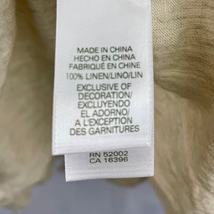 MADE IN CHINA
HECHO EN CHINA
FABRIQUÉ EN CHINE
100% LINEN/LINO/LIN
EXCLUSIVE OF
DECORATION/
EXCLUYENDO
EL ADORNO/
A L'EXCEPTION
DES GARNITURES
RN 52002
CA 16396